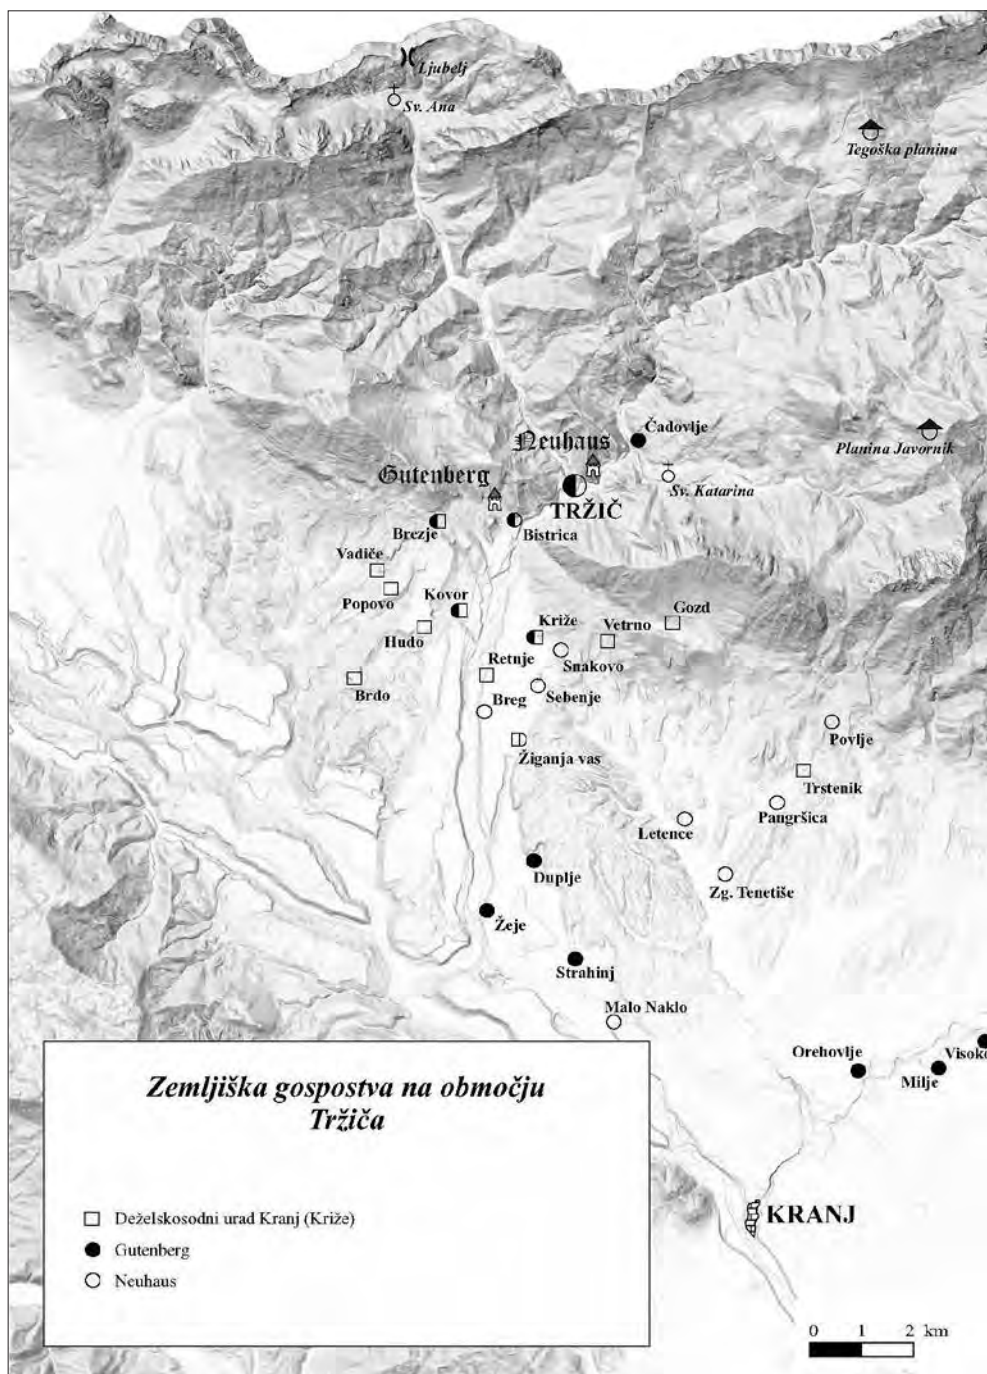 Ljubelj
Sv. Ana
Tegoška planina
Čadovlje
Neuhaus
Planina Javornik
Gutenberg
Sv. Katarina
TRŽIČ
Brezje
Bistrica
Vadiče
Popovo
Kovor
Gozd
Hudo
Križe
Vetrno
Snakovo
Retnje
Brdo
Sebenje
Breg
Povlje
Žiganja vas
Trstenik
Pangršica
Letence
Duplje
Zg. Tenetiše
Žeje
Strahinj
Malo Naklo
Orehovlje
Visoko
Milje
Zemljiška gospostva na območju
Tržiča
KRANJ
Deželskosodni urad Kranj (Križe)
Gutenberg
Neuhaus
0 1 2 km